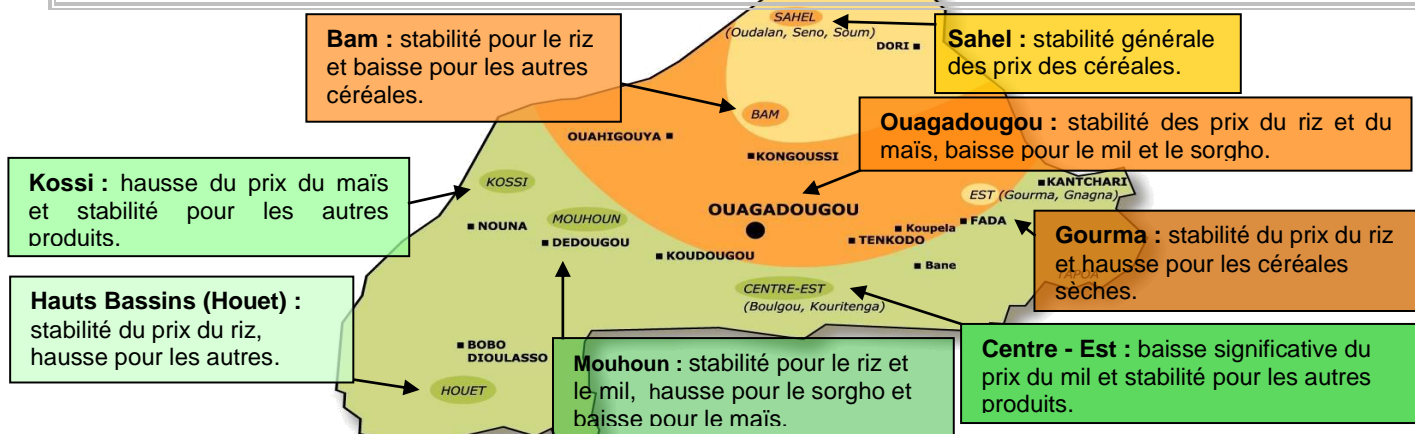 SAHEL
(Oudalan, Seno, Soum)
DORI
Bam : stabilité pour le riz
et baisse pour les autres
céréales.
Sahel : stabilité générale
des prix des céréales.
BAM
OUAHIGOUYA
KONGOUSSI
Ouagadougou : stabilité des prix du riz et du
maïs, baisse pour le mil et le sorgho.
Kossi : hausse du prix du maïs
et stabilité pour les autres
produits.
KOSSI
NOUNA
MOUHOUN
DEDOUGOU
KOUDOUGOU
OUAGADOUGOU
KANTCHARI
EST (Gourma, Gnagna)
Koupela
FADA
TENKODO
Bane
TAPOA
Gourma : stabilité du prix du riz
et hausse pour les céréales
sèches.
CENTRE-EST
(Boulgou, Kouritenga)
Hauts Bassins (Houet) :
stabilité du prix du riz,
hausse pour les autres.
BOBO
DIOULASSO
HOUET
Mouhoun : stabilité pour le riz et
le mil, hausse pour le sorgho et
baisse pour le maïs.
Centre - Est : baisse significative du
prix du mil et stabilité pour les autres
produits.